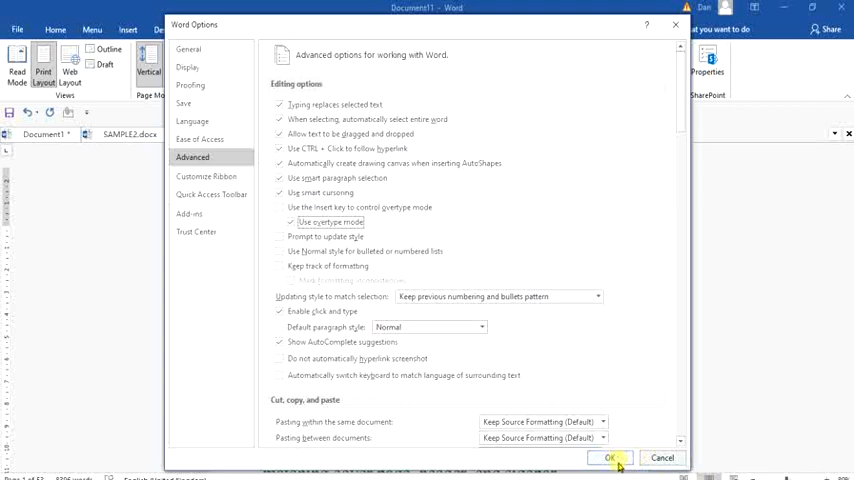 Document11 - Word
Dan
Word Options
File
Home
Menu
Insert
what you want to do
Share
Read Mode
Print Layout
Web Layout
Outline
Draft
Views
Vertical
Properties
SharePoint
Document1 *
SAMPLE2.docx
General
Display
Proofing
Save
Language
Ease of Access
Advanced
Customize Ribbon
Quick Access Toolbar
Add-ins
Trust Center
Advanced options for working with Word.
Editing options
Typing replaces selected text
When selecting, automatically select entire word
Allow text to be dragged and dropped
Use CTRL + Click to follow hyperlink
Automatically create drawing canvas when inserting AutoShapes
Use smart paragraph selection
Use smart cursoring
Use the Insert key to control overtype mode
Use overtype mode
Prompt to update style
Use Normal style for bulleted or numbered lists
Keep track of formatting
Mark formatting inconsistencies
Updating style to match selection: Keep previous numbering and bullets pattern
Enable click and type
Default paragraph style: Normal
Show AutoComplete suggestions
Do not automatically hyperlink screenshot
Automatically switch keyboard to match language of surrounding text
Cut, copy, and paste
Pasting within the same document: Keep Source Formatting (Default)
Pasting between documents: Keep Source Formatting (Default)
OK
Cancel